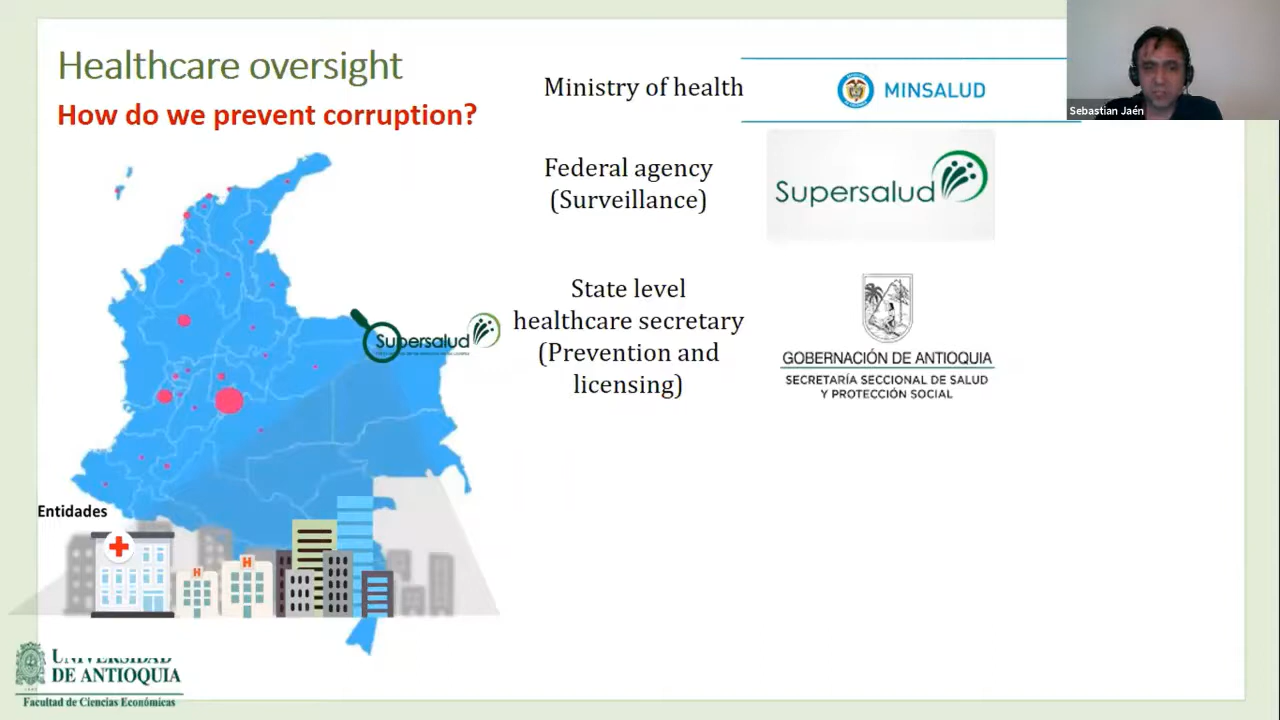 Healthcare oversight
How do we prevent corruption?
Ministry of health
MINSALUD
Sebastian Jaén
Federal agency
(Surveillance)
Supersalud
State level
healthcare secretary
(Prevention and
licensing)
GOBERNACIÓN DE ANTIOQUIA
SECRETARÍA SECCIONAL DE SALUD
Y PROTECCIÓN SOCIAL
Supersalud
Entidades
H
H
UNIVERSIDAD
DE ANTIOQUIA
Facultad de Ciencias Económicas